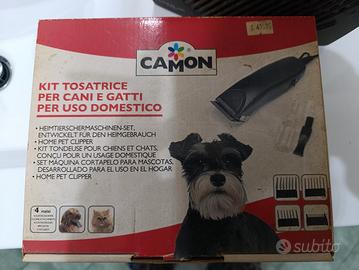 CAMON
KIT TOSATRICE
PER CANI E GATTI
PER USO DOMESTICO
• HEIMTIERSCHERMASCHINEN-SET,
ENTWICKELT FÜR DEN HEIMGEBRAUCH
• HOME PET CLIPPER
• KIT TONDEUSE POUR CHIENS ET CHATS,
CONÇU POUR UN USAGE DOMESTIQUE
• SET MÁQUINA CORTAPELO PARA MASCOTAS,
DESARROLLADO PARA EL USO EN EL HOGAR
• HOME PET CLIPPER
4
subito